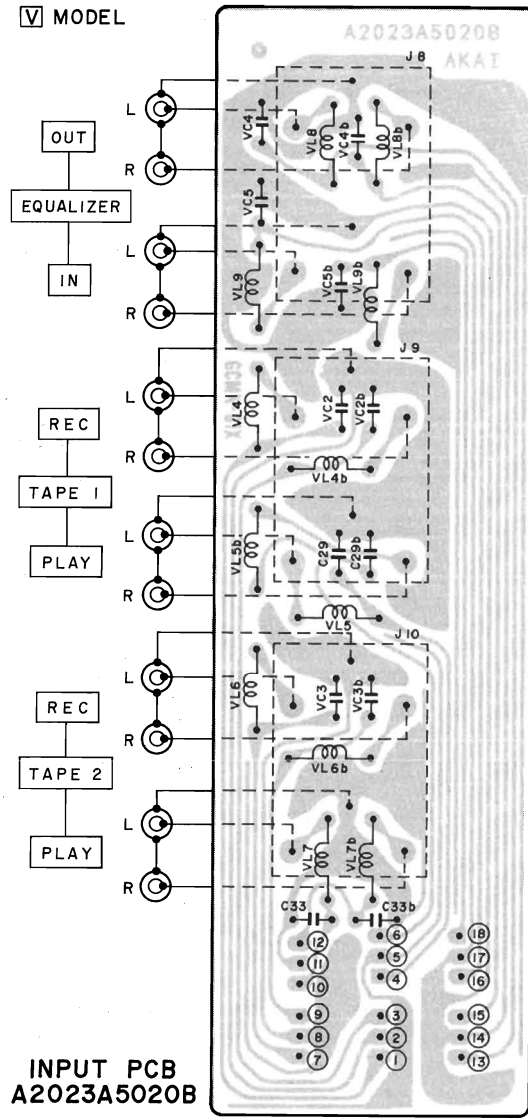 V MODEL
A2023A5020B
AKAI
J8
L
VC4
VL8
VC4b
VL8b
OUT
R
VC5
EQUALIZER
L
VL9
VC5b
VL9b
IN
R
J9
L
VL4
VC2
VC2b
REC
R
VL4b
TAPE 1
L
VL5b
C29
C29b
PLAY
R
VL5
J10
L
VL6
VC3
VC3b
REC
R
VL6b
TAPE 2
L
VL7
VL7b
PLAY
R
C33
C33b
12
6
18
11
5
17
10
4
16
9
3
15
8
2
14
7
1
13
INPUT PCB
A2023A5020B